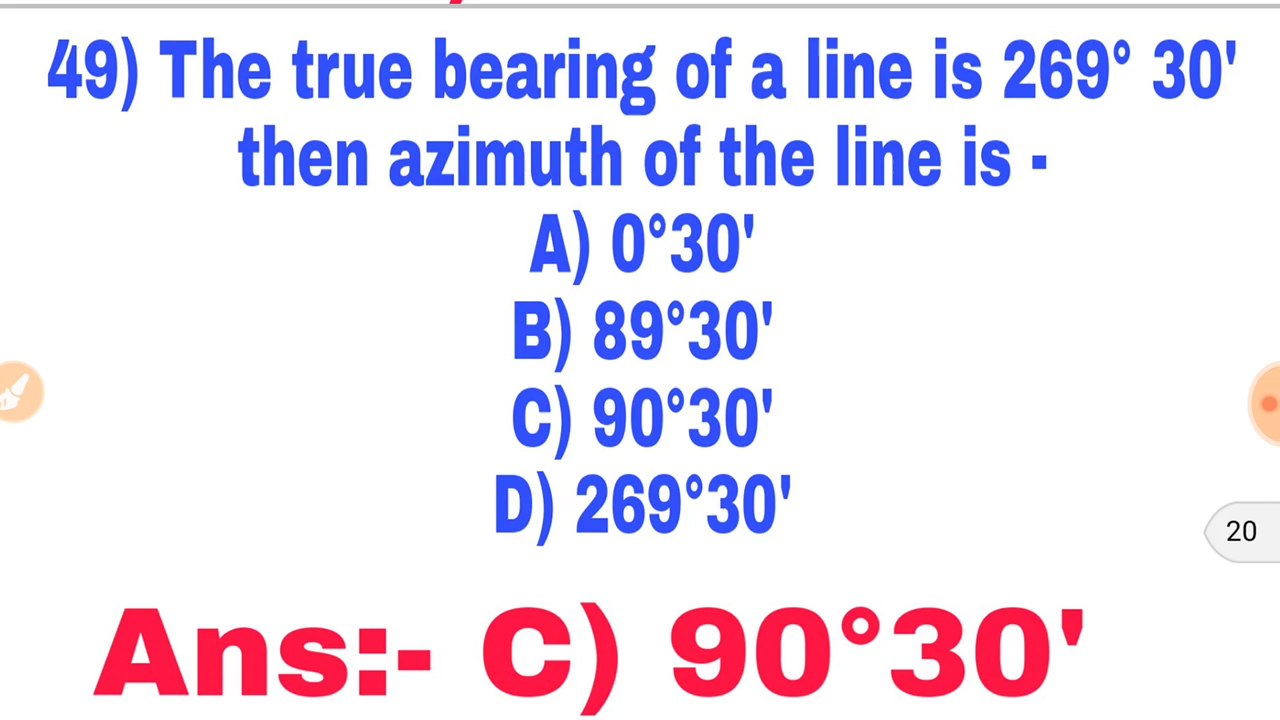 49) The true bearing of a line is 269° 30'
then azimuth of the line is -
A) 0°30'
B) 89°30'
C) 90°30'
D) 269°30'
20
Ans:- C) 90°30'